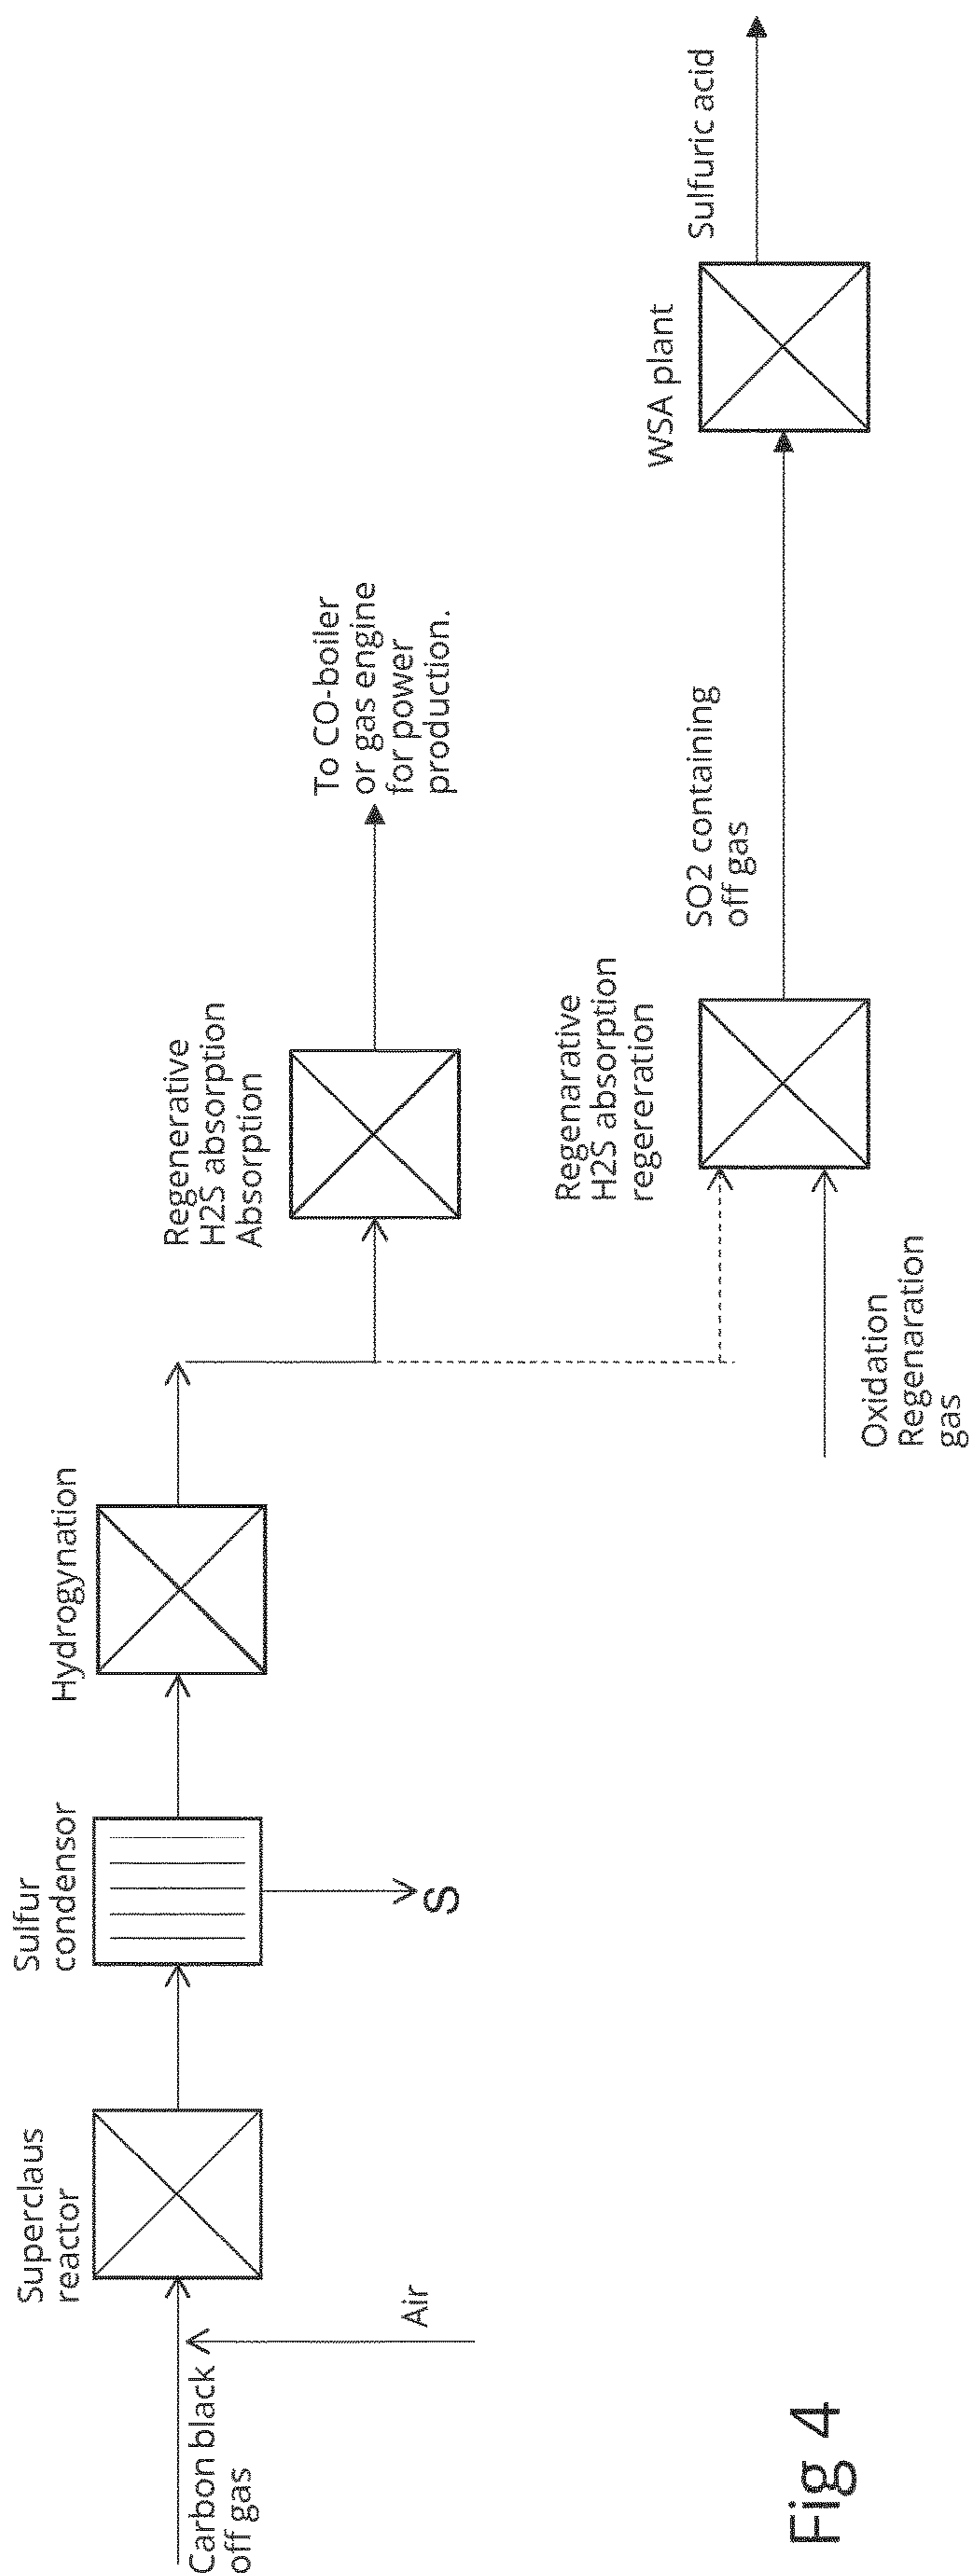 Carbon black
off gas
Air
Superclaus
reactor
Sulfur
condensor
S
Hydrogynation
Regenerative
H2S absorption
Absorption
To CO-boiler
or gas engine
for power
production.
Oxidation
Regenaration
gas
Regenarative
H2S absorption
regereration
SO2 containing
off gas
WSA plant
Sulfuric acid
Fig 4